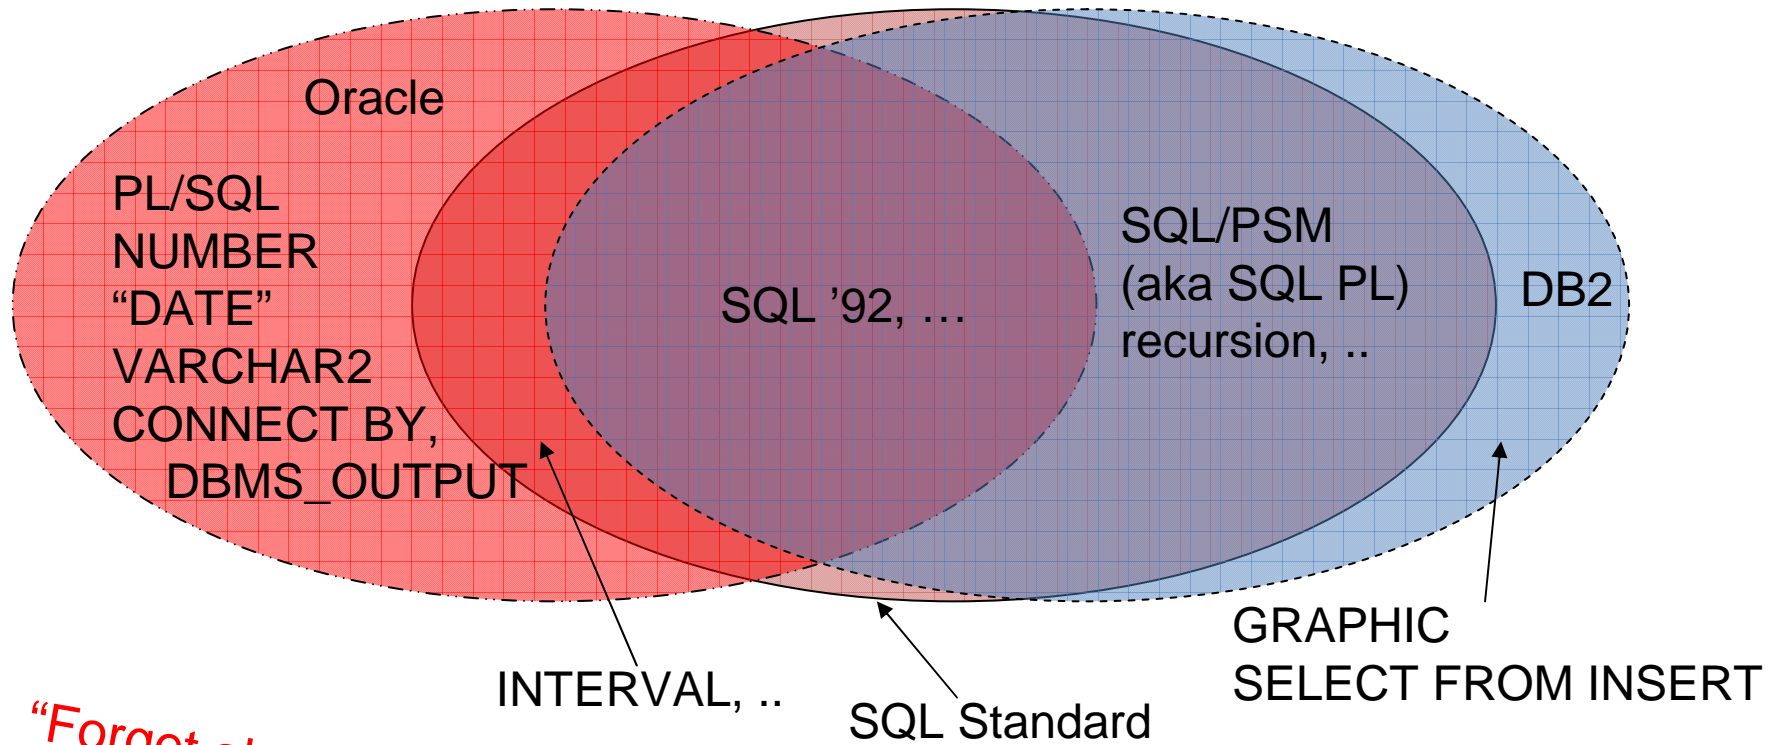 Oracle
PL/SQL
NUMBER
“DATE”
VARCHAR2
CONNECT BY,
DBMS_OUTPUT
SQL ’92, …
SQL/PSM
(aka SQL PL)
recursion, ..
DB2
INTERVAL, ..
SQL Standard
GRAPHIC
SELECT FROM INSERT
“Forget